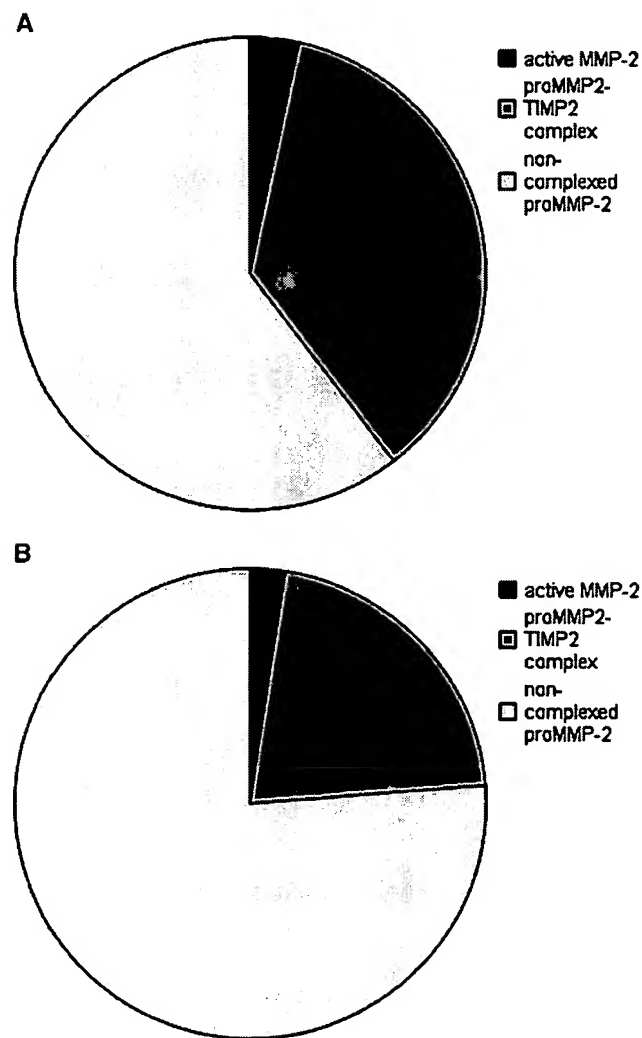 A
active MMP-2
proMMP2-
TIMP2
complex
non-
complexed
proMMP-2
B
active MMP-2
proMMP2-
TIMP2
complex
non-
complexed
proMMP-2